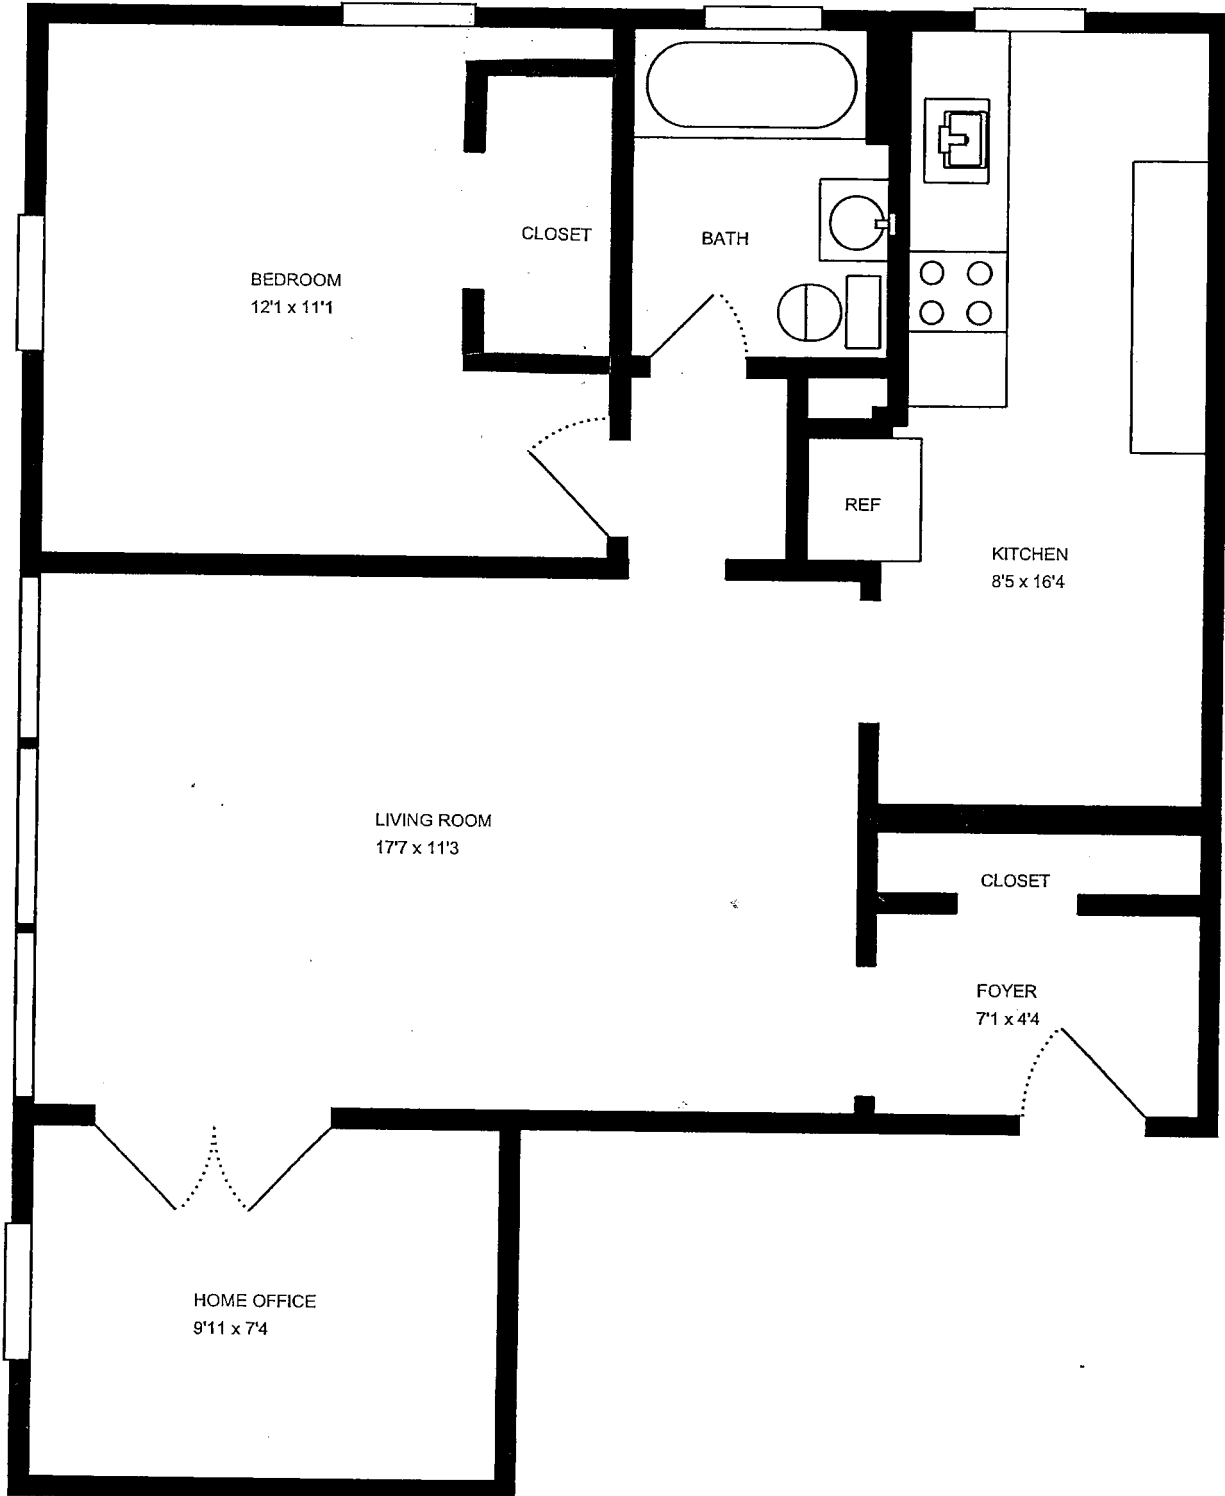 CLOSET
BATH
BEDROOM
12'1 x 11'1
REF
KITCHEN
8'5 x 16'4
LIVING ROOM
17'7 x 11'3
CLOSET
FOYER
7'1 x 4'4
HOME OFFICE
9'11 x 7'4